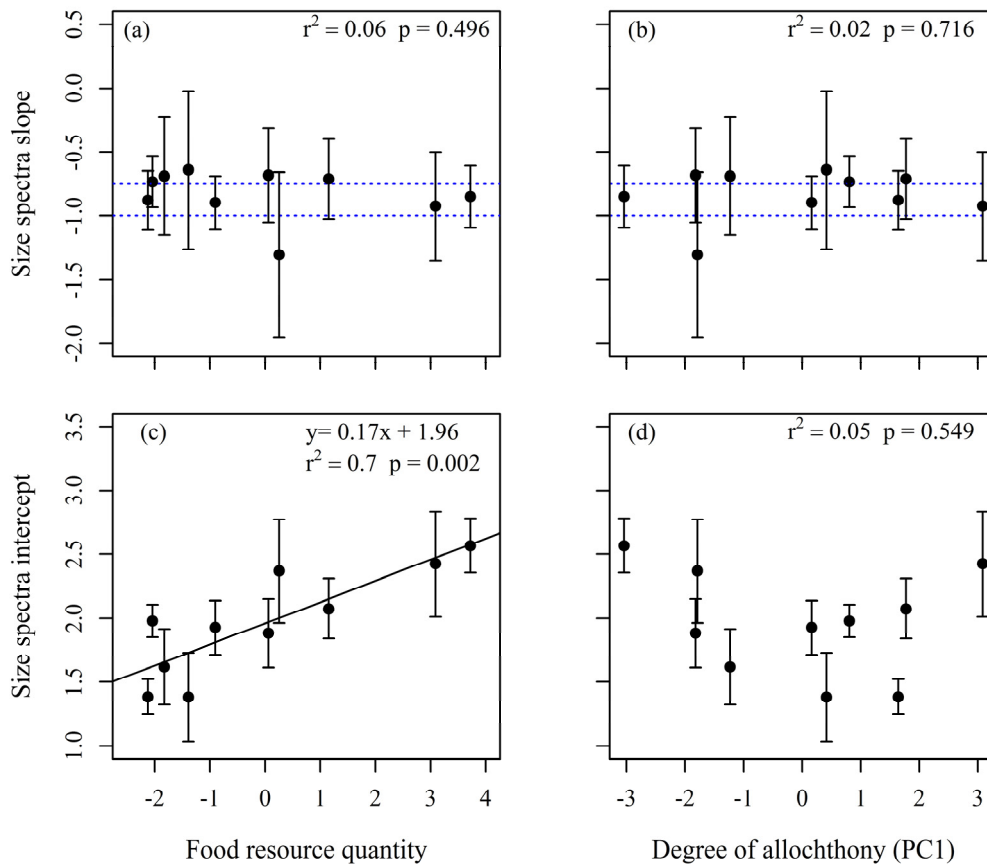 (a)
r² = 0.06 p = 0.496
Size spectra slope
0.5
0.0
-0.5
-1.0
-1.5
-2.0
(b)
r² = 0.02 p = 0.716
(c)
y= 0.17x + 1.96
r² = 0.7 p = 0.002
Size spectra intercept
3.5
3.0
2.5
2.0
1.5
1.0
-2 -1 0 1 2 3 4
Food resource quantity
(d)
r² = 0.05 p = 0.549
-3 -2 -1 0 1 2 3
Degree of allochthony (PC1)